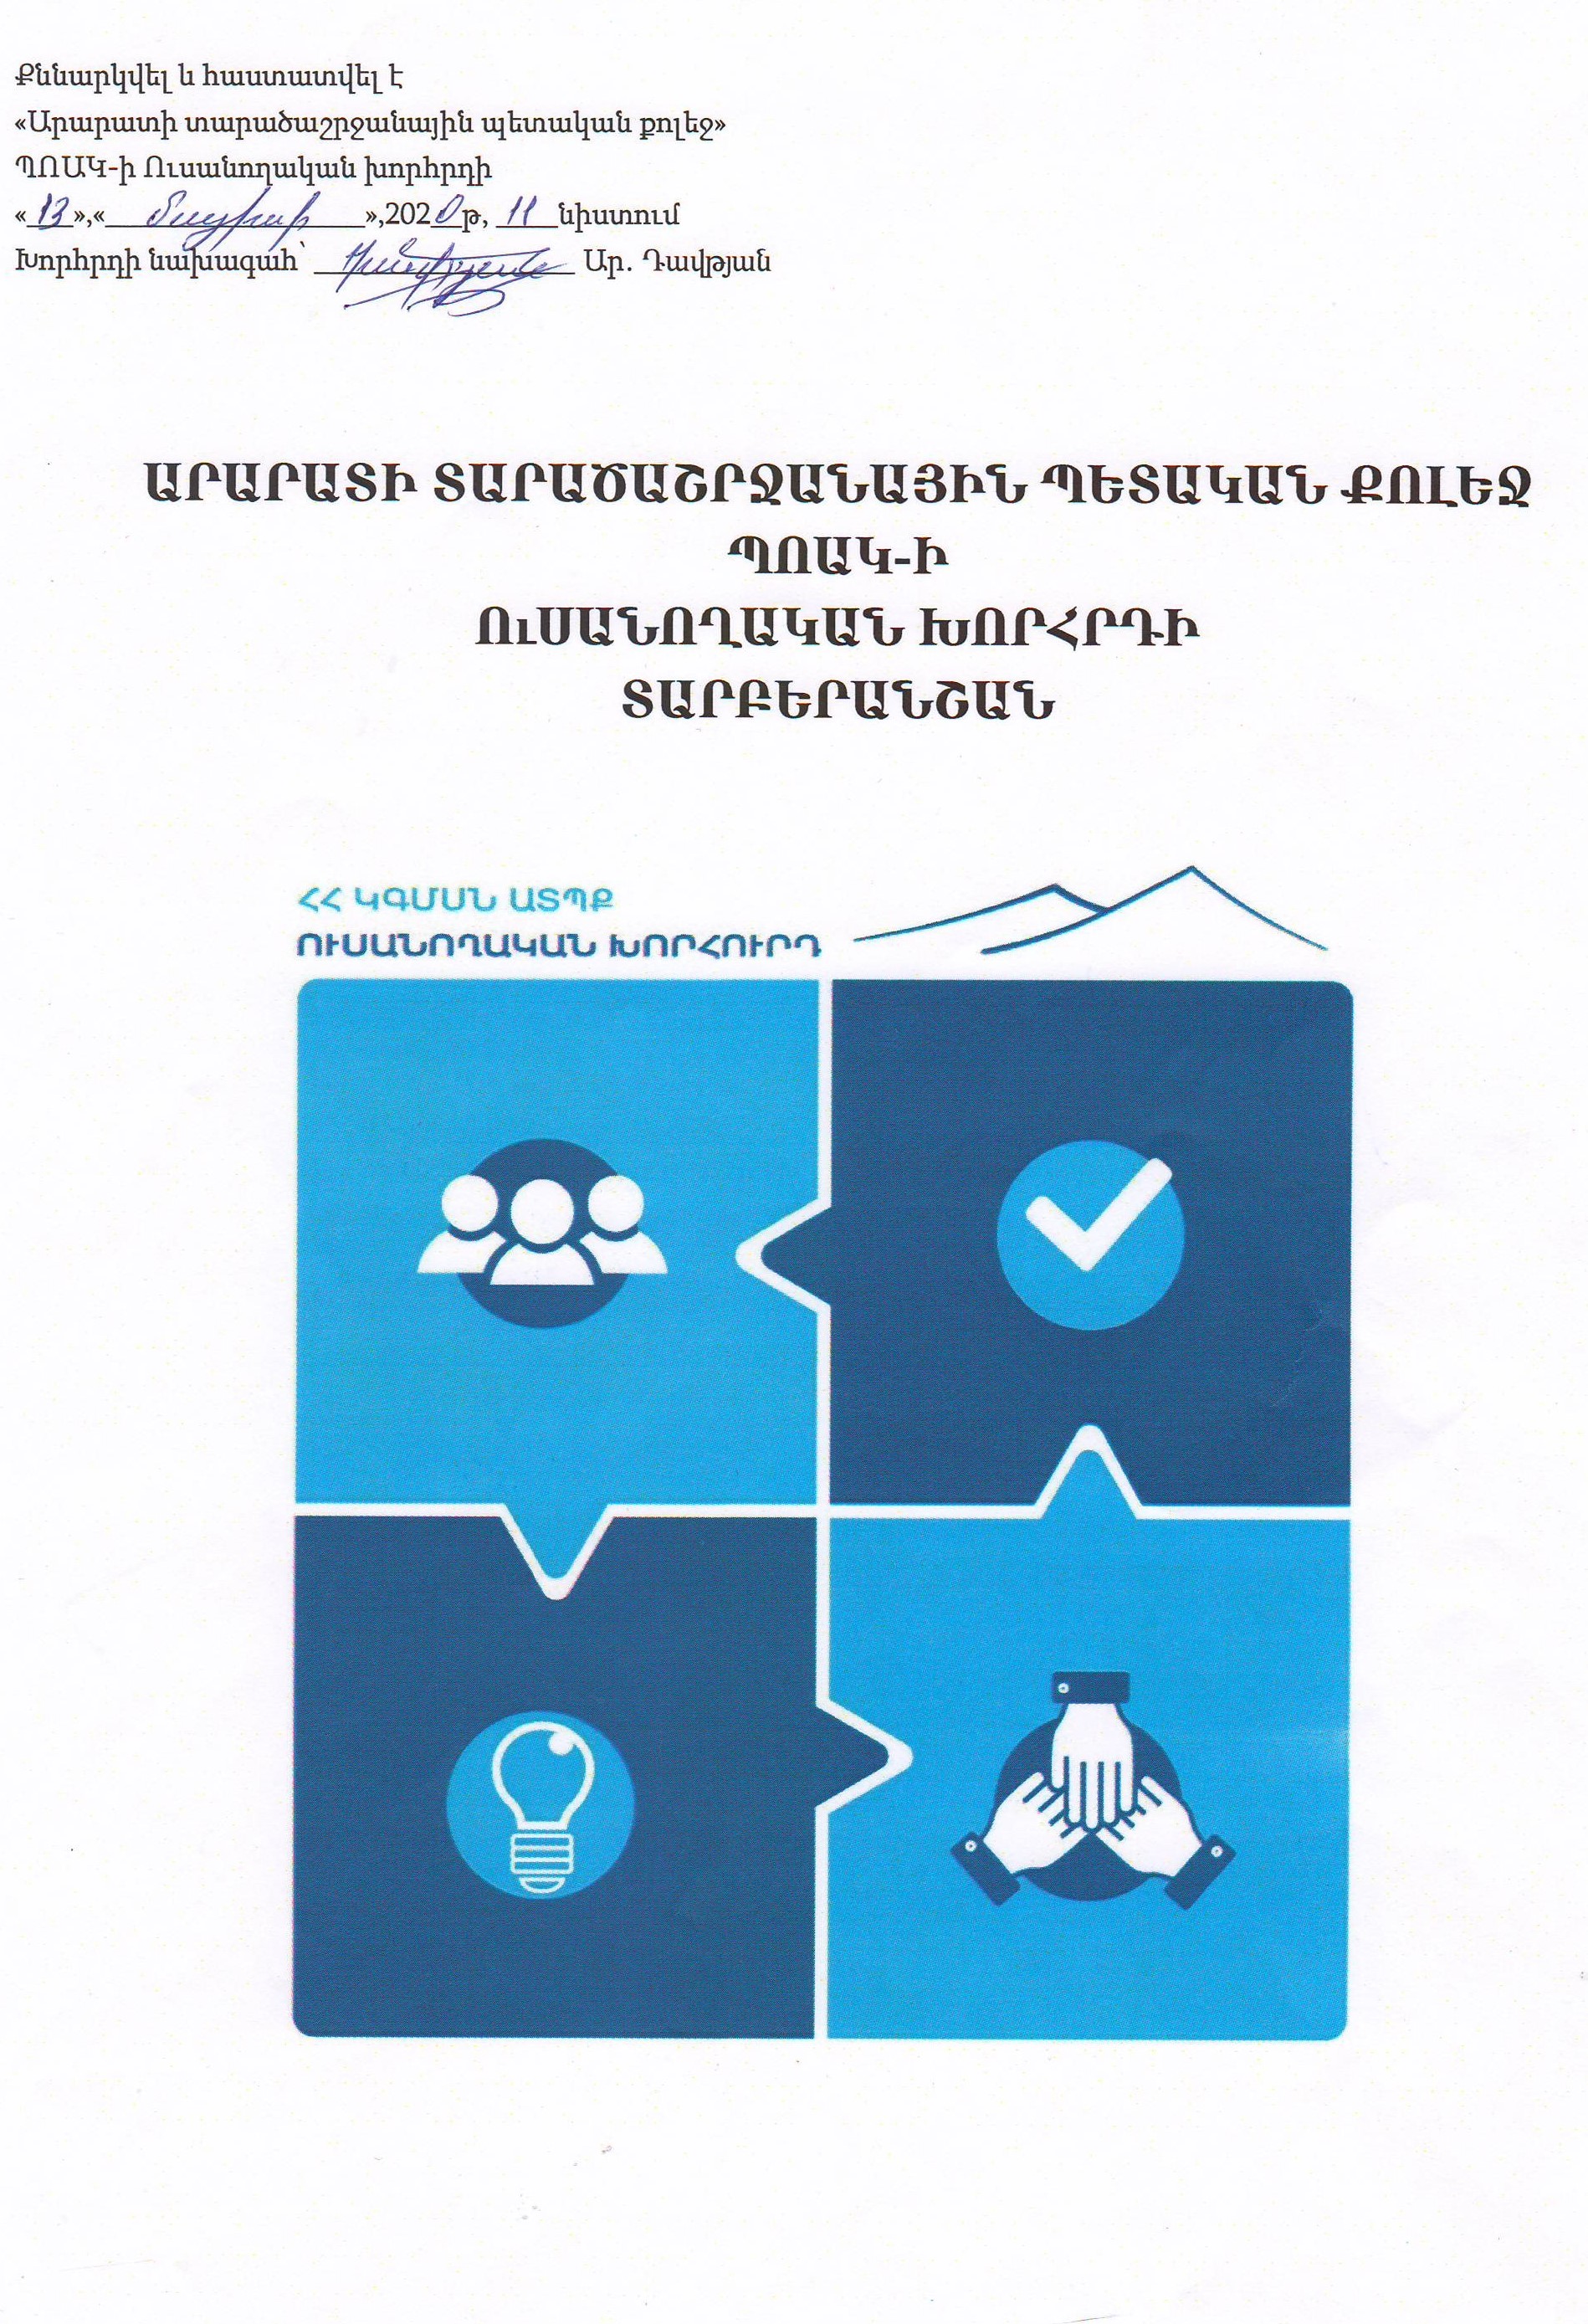 Քննարկվել և հաստատվել է
«Արարատի տարածաշրջանային պետական քոլեջ»
ՊՈԱԿ-ի Ուսանողական խորհրդի
«13»,«մայիսի»,2020թ, 11 նիստում
Խորհրդի նախագահ՝ Ար. Դավթյան
ԱՐԱՐԱՏԻ ՏԱՐԱԾԱՇՐՋԱՆԱՅԻՆ ՊԵՏԱԿԱՆ ՔՈԼԵՋ
ՊՈԱԿ-Ի
ՈւՍԱՆՈՂԱԿԱՆ ԽՈՐՀՐԴԻ
ՏԱՐԲԵՐԱՆՇԱՆ
ՀՀ ԿԳՄՍՆ ԱՏՊՔ
ՈՒՍԱՆՈՂԱԿԱՆ ԽՈՐՀՈՒՐԴ